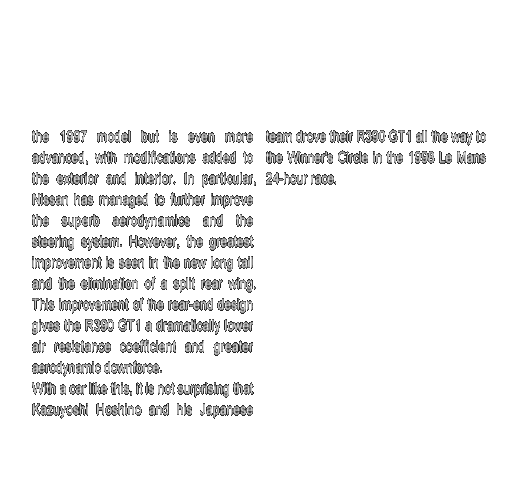 the 1997 model but is even more
advanced, with modifications added to
the exterior and interior. In particular,
Nissan has managed to further improve
the superb aerodynamics and the
steering system. However, the greatest
improvement is seen in the new long tail
and the elimination of a split rear wing.
This improvement of the rear-end design
gives the R390 GT1 a dramatically lower
air resistance coefficient and greater
aerodynamic downforce.
With a car like this, it is not surprising that
Kazuyoshi Hoshino and his Japanese
team drove their R390 GT1 all the way to
the Winner's Circle in the 1998 Le Mans
24-hour race.